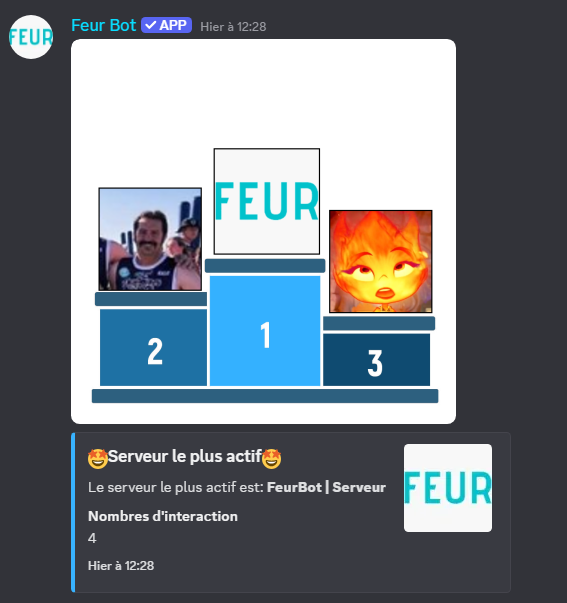 FEUR
Feur Bot ✓ APP Hier à 12:28
FEUR
2
1
3
🤩Serveur le plus actif🤩
Le serveur le plus actif est: FeurBot | Serveur
Nombres d'interaction
4
Hier à 12:28
FEUR